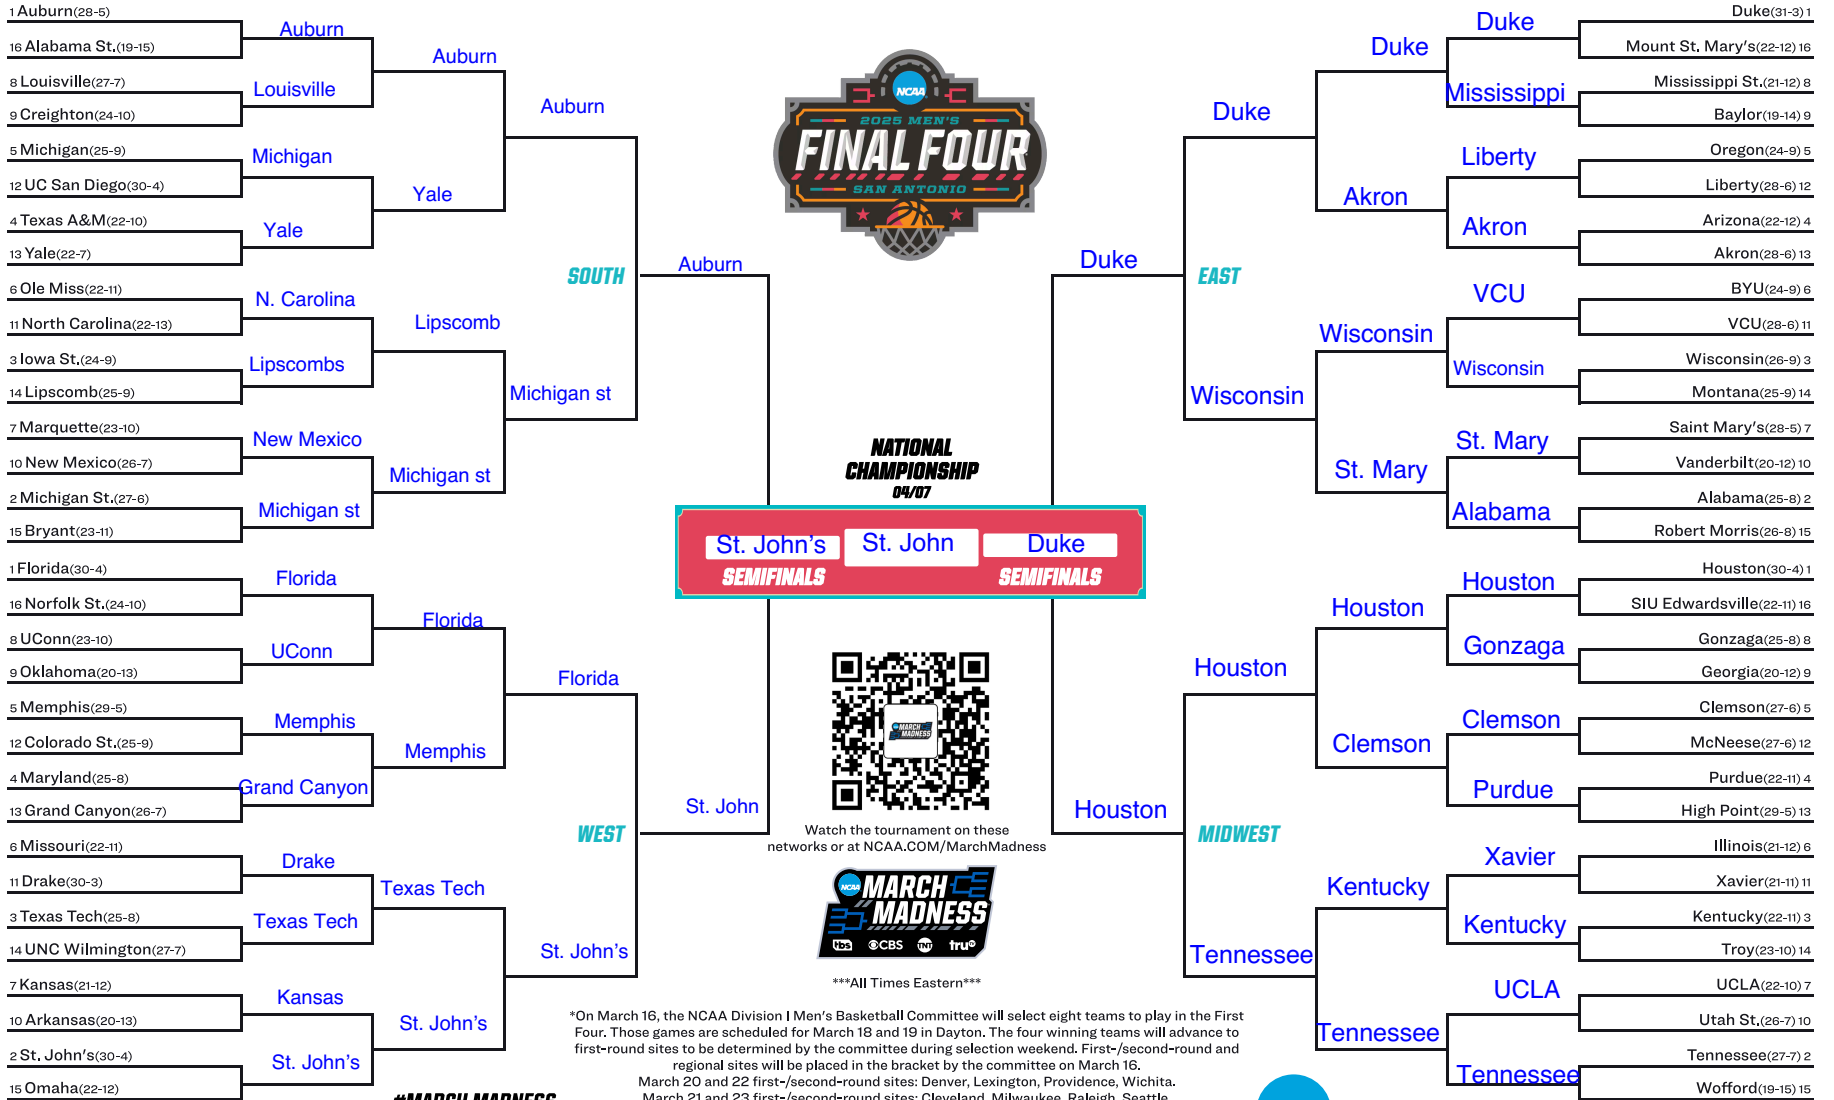 1 Auburn(28-5)
16 Alabama St.(19-15)
8 Louisville(27-7)
9 Creighton(24-10)
5 Michigan(25-9)
12 UC San Diego(30-4)
4 Texas A&M(22-10)
13 Yale(22-7)
6 Ole Miss(22-11)
11 North Carolina(22-13)
3 Iowa St.(24-9)
14 Lipscomb(25-9)
7 Marquette(23-10)
10 New Mexico(26-7)
2 Michigan St.(27-6)
15 Bryant(23-11)
Auburn
Louisville
Michigan
Yale
N. Carolina
Lipscombs
New Mexico
Michigan st
Auburn
Yale
Lipscomb
Michigan st
Auburn
Michigan st
SOUTH
Auburn
1 Florida(30-4)
16 Norfolk St.(24-10)
8 UConn(23-10)
9 Oklahoma(20-13)
5 Memphis(29-5)
12 Colorado St.(25-9)
4 Maryland(25-8)
13 Grand Canyon(26-7)
6 Missouri(22-11)
11 Drake(30-3)
3 Texas Tech(25-8)
14 UNC Wilmington(27-7)
7 Kansas(21-12)
10 Arkansas(20-13)
2 St. John's(30-4)
15 Omaha(22-12)
Florida
UConn
Memphis
Grand Canyon
Drake
Texas Tech
Kansas
St. John's
Florida
Memphis
Texas Tech
St. John's
Florida
St. John's
WEST
St. John
NCAA
2025 MEN'S
FINAL FOUR
SAN ANTONIO
NATIONAL
CHAMPIONSHIP
04/07
St. John's St. John Duke
SEMIFINALS SEMIFINALS
MARCH
MADNESS
Watch the tournament on these
networks or at NCAA.COM/MarchMadness
NCAA MARCH
MADNESS
tbs CBS TNT tru
***All Times Eastern***
*On March 16, the NCAA Division I Men's Basketball Committee will select eight teams to play in the First
Four. Those games are scheduled for March 18 and 19 in Dayton. The four winning teams will advance to
first-round sites to be determined by the committee during selection weekend. First-/second-round and
regional sites will be placed in the bracket by the committee on March 16.
March 20 and 22 first-/second-round sites: Denver, Lexington, Providence, Wichita.
March 21 and 23 first-/second-round sites: Cleveland, Milwaukee, Raleigh, Seattle
#MARCH MADNESS
Duke
EAST
Duke
Wisconsin
Duke
Akron
Wisconsin
St. Mary
Duke
Mississippi
Liberty
Akron
VCU
Wisconsin
St. Mary
Alabama
Duke(31-3) 1
Mount St. Mary's(22-12) 16
Mississippi St.(21-12) 8
Baylor(19-14) 9
Oregon(24-9) 5
Liberty(28-6) 12
Arizona(22-12) 4
Akron(28-6) 13
BYU(24-9) 6
VCU(28-6) 11
Wisconsin(26-9) 3
Montana(25-9) 14
Saint Mary's(28-5) 7
Vanderbilt(20-12) 10
Alabama(25-8) 2
Robert Morris(26-8) 15
Houston
MIDWEST
Houston
Tennessee
Houston
Clemson
Kentucky
Tennessee
Houston
Gonzaga
Clemson
Purdue
Xavier
Kentucky
UCLA
Tennessee
Houston(30-4) 1
SIU Edwardsville(22-11) 16
Gonzaga(25-8) 8
Georgia(20-12) 9
Clemson(27-6) 5
McNeese(27-6) 12
Purdue(22-11) 4
High Point(29-5) 13
Illinois(21-12) 6
Xavier(21-11) 11
Kentucky(22-11) 3
Troy(23-10) 14
UCLA(22-10) 7
Utah St.(26-7) 10
Tennessee(27-7) 2
Wofford(19-15) 15